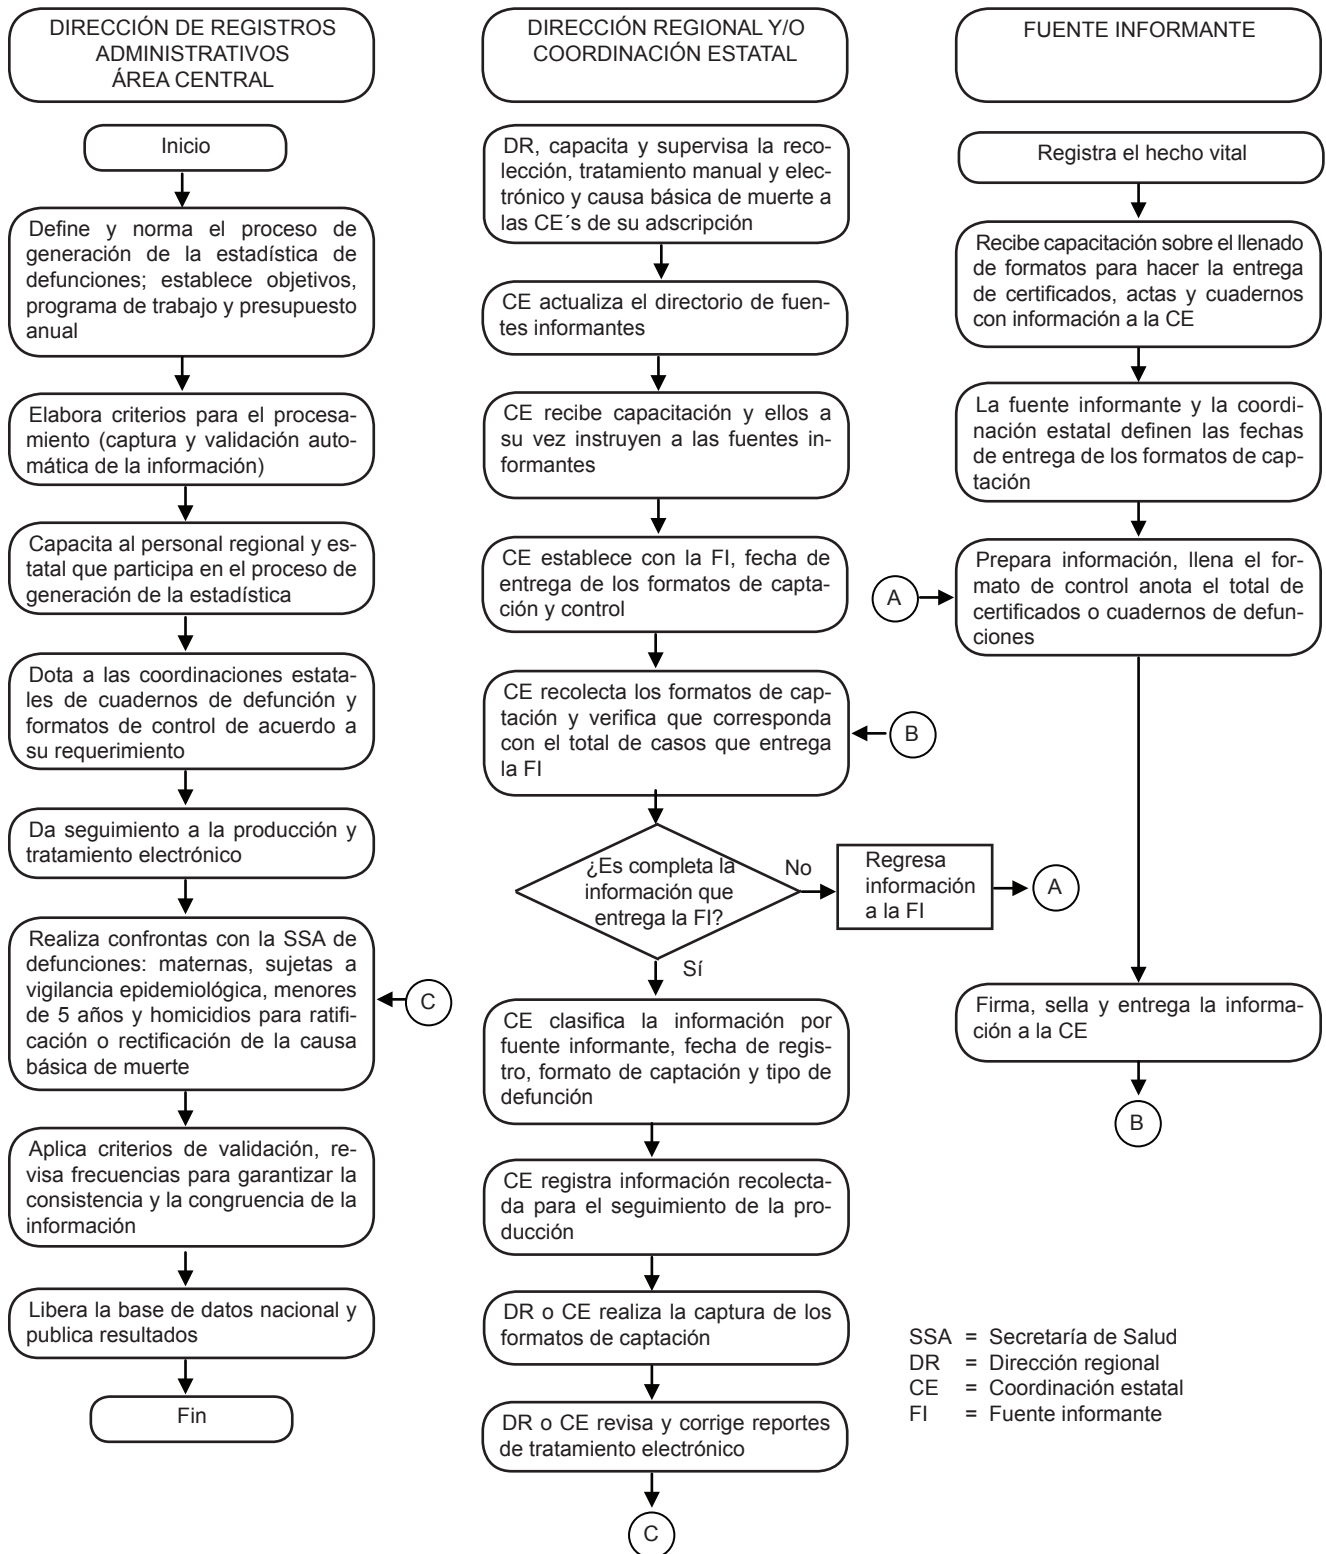 DIRECCIÓN DE REGISTROS
ADMINISTRATIVOS
ÁREA CENTRAL
Inicio
Define y norma el proceso de
generación de la estadística de
defunciones; establece objetivos,
programa de trabajo y presupuesto
anual
Elabora criterios para el procesa-
miento (captura y validación auto-
mática de la información)
Capacita al personal regional y es-
tatal que participa en el proceso de
generación de la estadística
Dota a las coordinaciones estata-
les de cuadernos de defunción y
formatos de control de acuerdo a
su requerimiento
Da seguimiento a la producción y
tratamiento electrónico
Realiza confrontas con la SSA de
defunciones: maternas, sujetas a
vigilancia epidemiológica, menores
de 5 años y homicidios para ratifi-
cación o rectificación de la causa
básica de muerte
C
Aplica criterios de validación, re-
visa frecuencias para garantizar la
consistencia y la congruencia de la
información
Libera la base de datos nacional y
publica resultados
Fin
DIRECCIÓN REGIONAL Y/O
COORDINACIÓN ESTATAL
DR, capacita y supervisa la reco-
lección, tratamiento manual y elec-
trónico y causa básica de muerte a
las CE´s de su adscripción
CE actualiza el directorio de fuen-
tes informantes
CE recibe capacitación y ellos a
su vez instruyen a las fuentes in-
formantes
CE establece con la FI, fecha de
entrega de los formatos de capta-
ción y control
CE recolecta los formatos de cap-
tación y verifica que corresponda
con el total de casos que entrega
la FI
B
¿Es completa la
información que
entrega la FI?
No
Regresa
información
a la FI
A
Sí
CE clasifica la información por
fuente informante, fecha de regis-
tro, formato de captación y tipo de
defunción
CE registra información recolecta-
da para el seguimiento de la pro-
ducción
DR o CE realiza la captura de los
formatos de captación
DR o CE revisa y corrige reportes
de tratamiento electrónico
C
FUENTE INFORMANTE
Registra el hecho vital
Recibe capacitación sobre el llenado
de formatos para hacer la entrega
de certificados, actas y cuadernos
con información a la CE
La fuente informante y la coordi-
nación estatal definen las fechas
de entrega de los formatos de cap-
tación
A
Prepara información, llena el for-
mato de control anota el total de
certificados o cuadernos de defun-
ciones
Firma, sella y entrega la informa-
ción a la CE
B
SSA = Secretaría de Salud
DR = Dirección regional
CE = Coordinación estatal
FI = Fuente informante